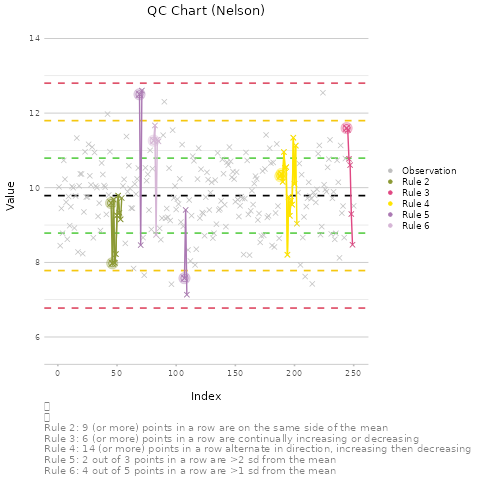 QC Chart (Nelson)
14
12
10
8
6
Value
0
50
100
150
200
250
Index
Observation
Rule 2
Rule 3
Rule 4
Rule 5
Rule 6
Rule 2: 9 (or more) points in a row are on the same side of the mean
Rule 3: 6 (or more) points in a row are continually increasing or decreasing
Rule 4: 14 (or more) points in a row alternate in direction, increasing then decreasing
Rule 5: 2 out of 3 points in a row are >2 sd from the mean
Rule 6: 4 out of 5 points in a row are >1 sd from the mean